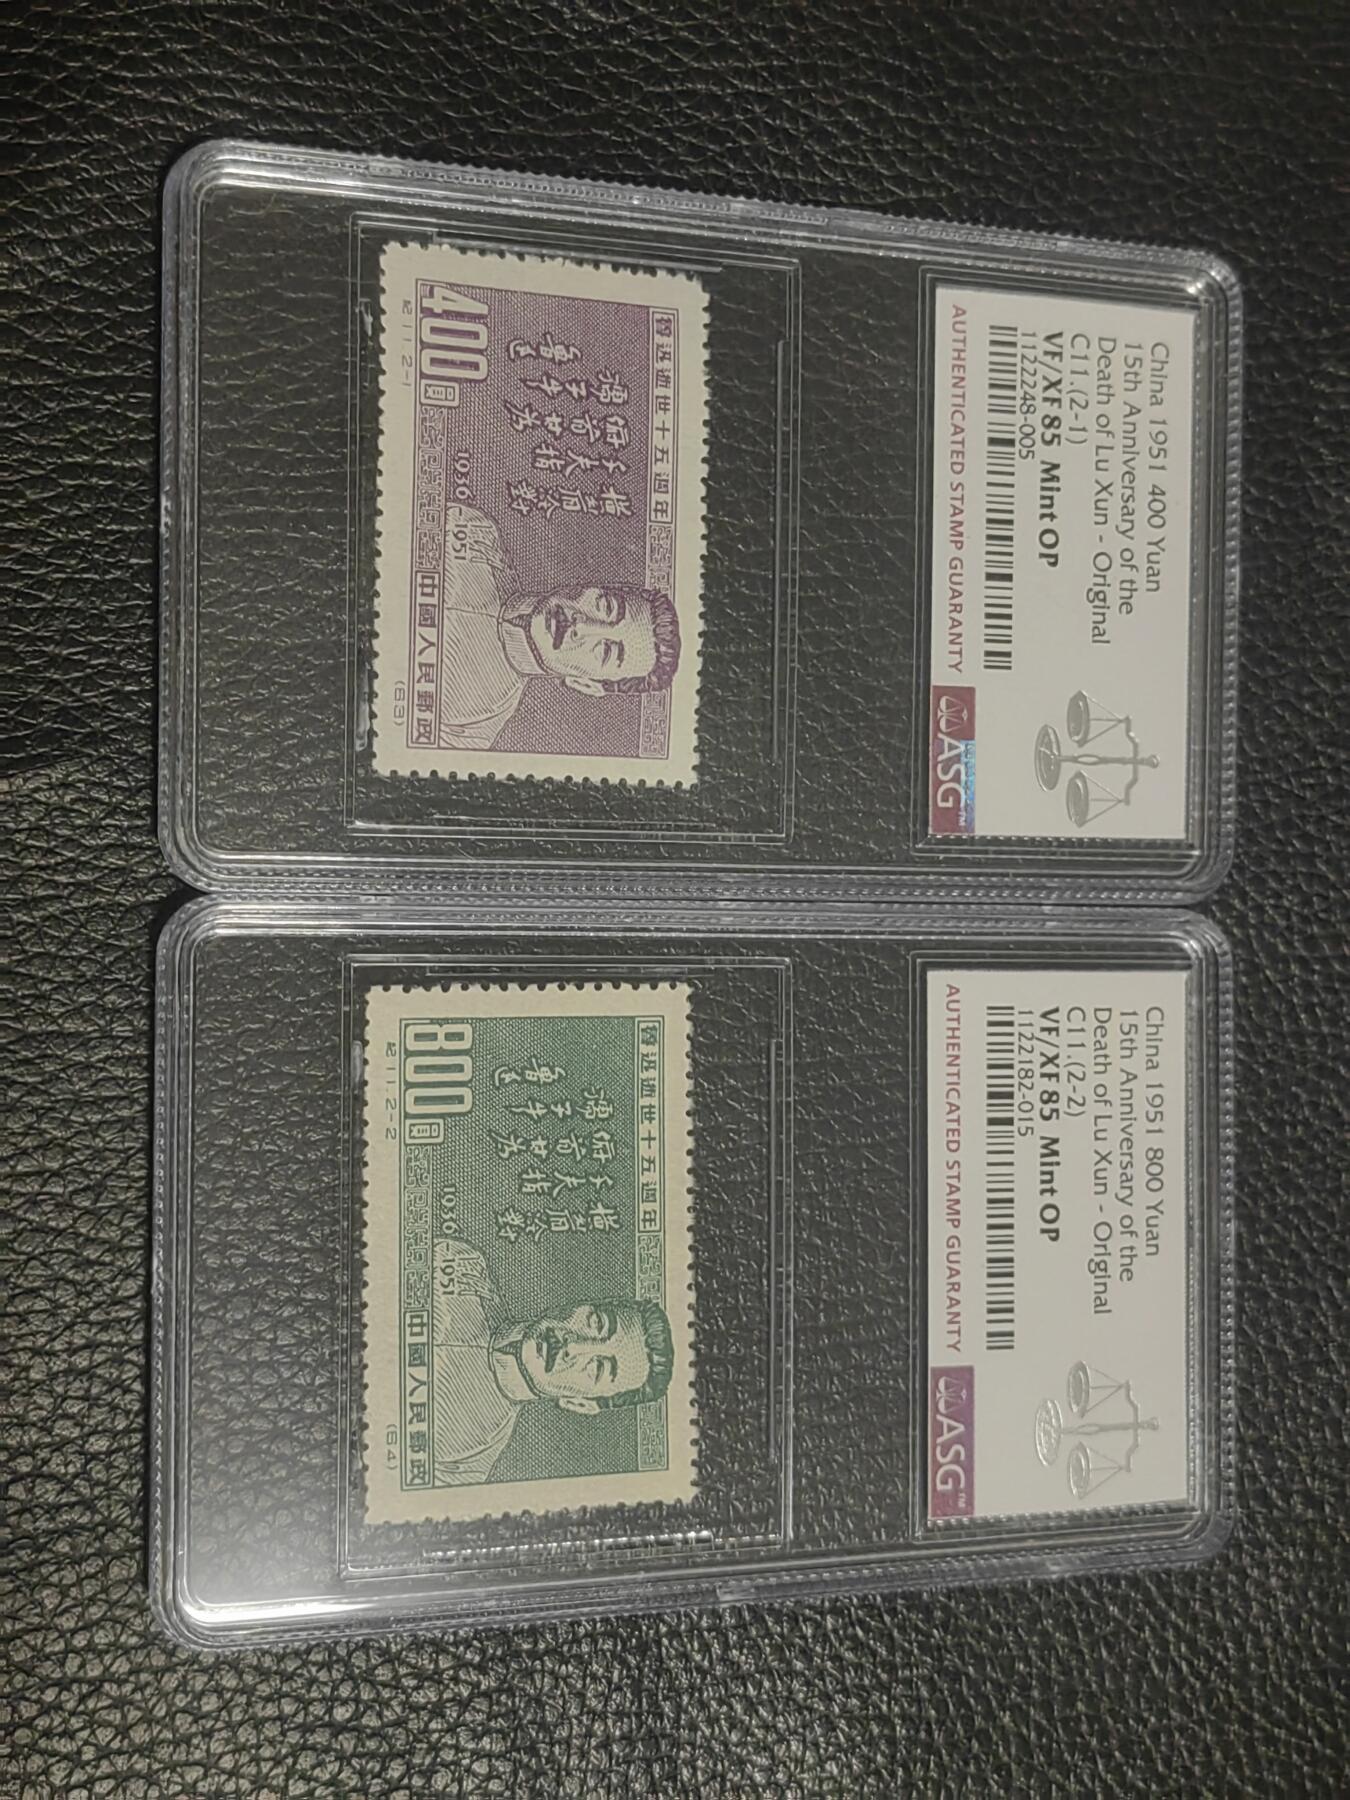 China 1951 400 Yuan
15th Anniversary of the
Death of Lu Xun - Original
C11.(2-1)
VF/XF 85 Mint OP
1122248-005
AUTHENTICATED STAMP GUARANTY
ASG™
魯迅逝世十五週年
橫眉冷對
千夫指
俯首甘為
孺子牛
魯迅
1936-1951
400圓
中國人民郵政
紀11.2-1
(63)
China 1951 800 Yuan
15th Anniversary of the
Death of Lu Xun - Original
C11.(2-2)
VF/XF 85 Mint OP
1122182-015
AUTHENTICATED STAMP GUARANTY
ASG™
魯迅逝世十五週年
橫眉冷對
千夫指
俯首甘為
孺子牛
魯迅
1936-1951
800圓
中國人民郵政
紀11.2-2
(64)